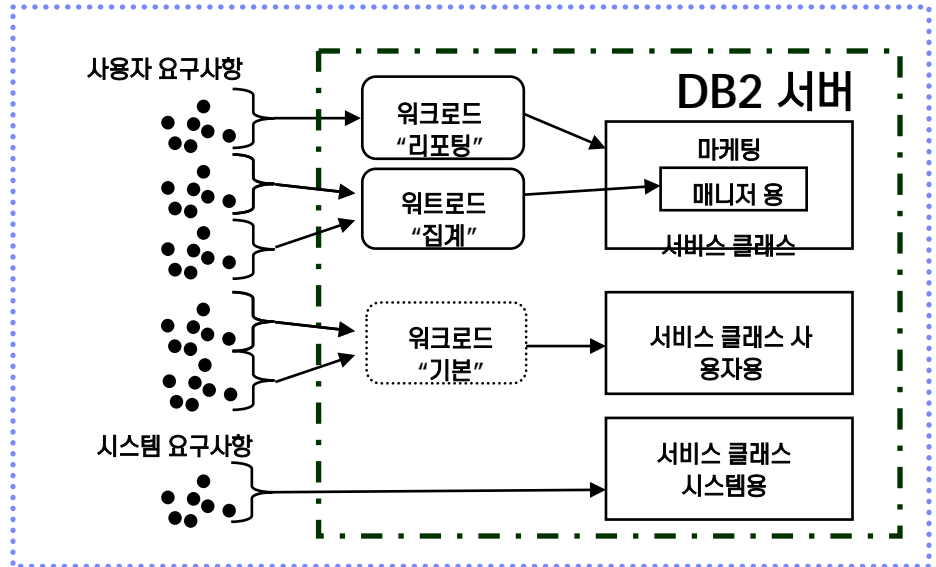 사용자 요구사항
DB2 서버
워크로드
“리포팅”
마케팅
매니저 용
서비스 클래스
워트로드
“집계”
워크로드
“기본”
서비스 클래스 사
용자용
시스템 요구사항
서비스 클래스
시스템용